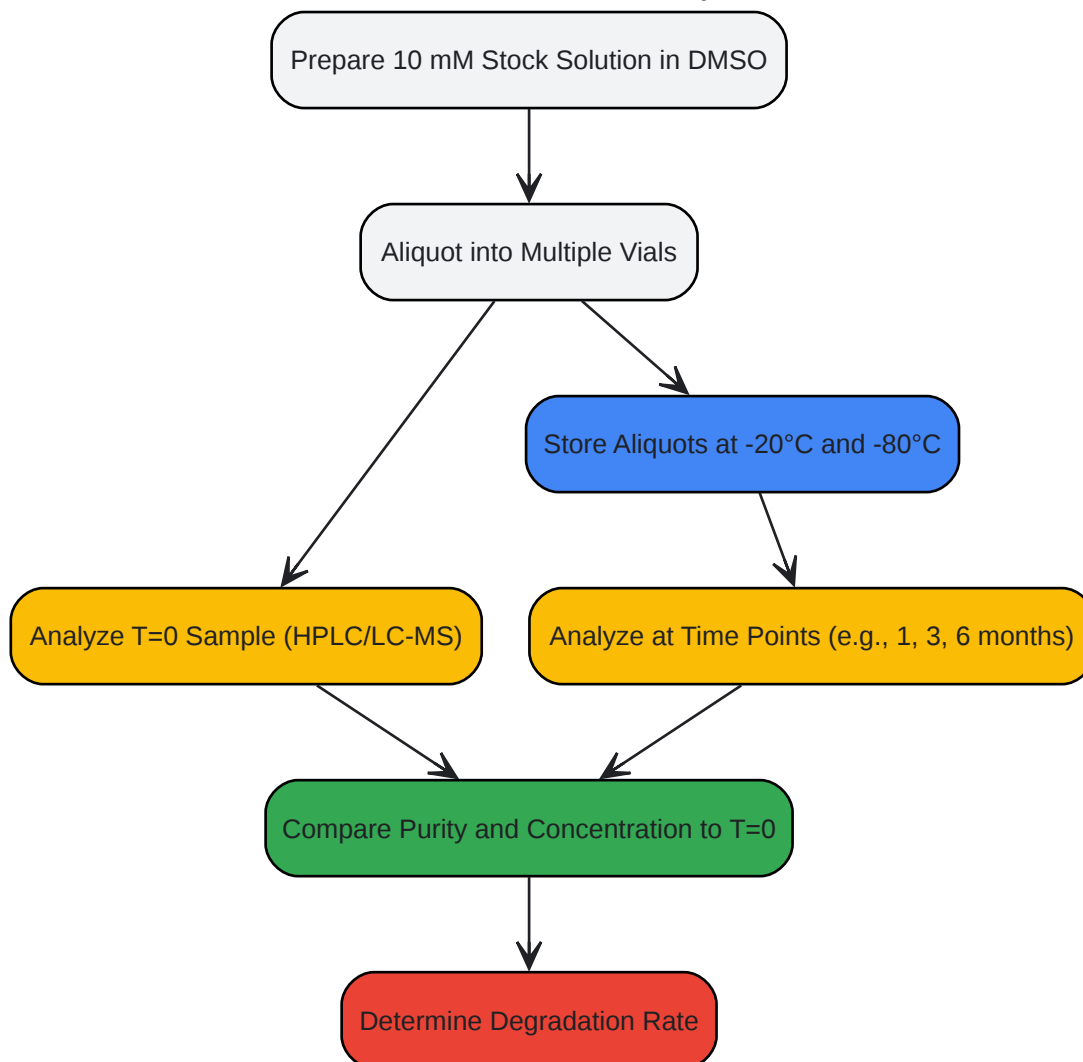 Prepare 10 mM Stock Solution in DMSO
Aliquot into Multiple Vials
Store Aliquots at -20°C and -80°C
Analyze T=0 Sample (HPLC/LC-MS)
Analyze at Time Points (e.g., 1, 3, 6 months)
Compare Purity and Concentration to T=0
Determine Degradation Rate